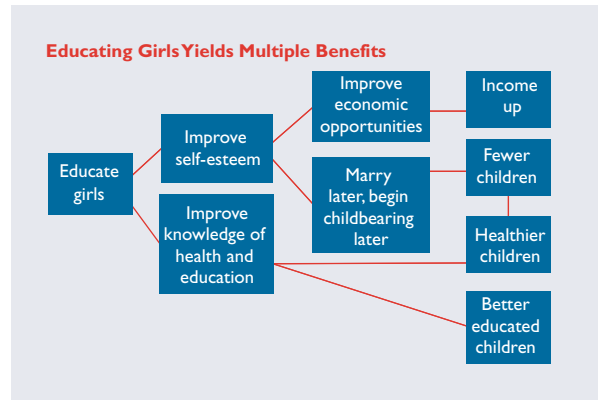 Educating Girls Yields Multiple Benefits
Educate
girls
Improve
self-esteem
Improve
knowledge of
health and
education
Improve
economic
opportunities
Marry
later, begin
childbearing
later
Income
up
Fewer
children
Healthier
children
Better
educated
children